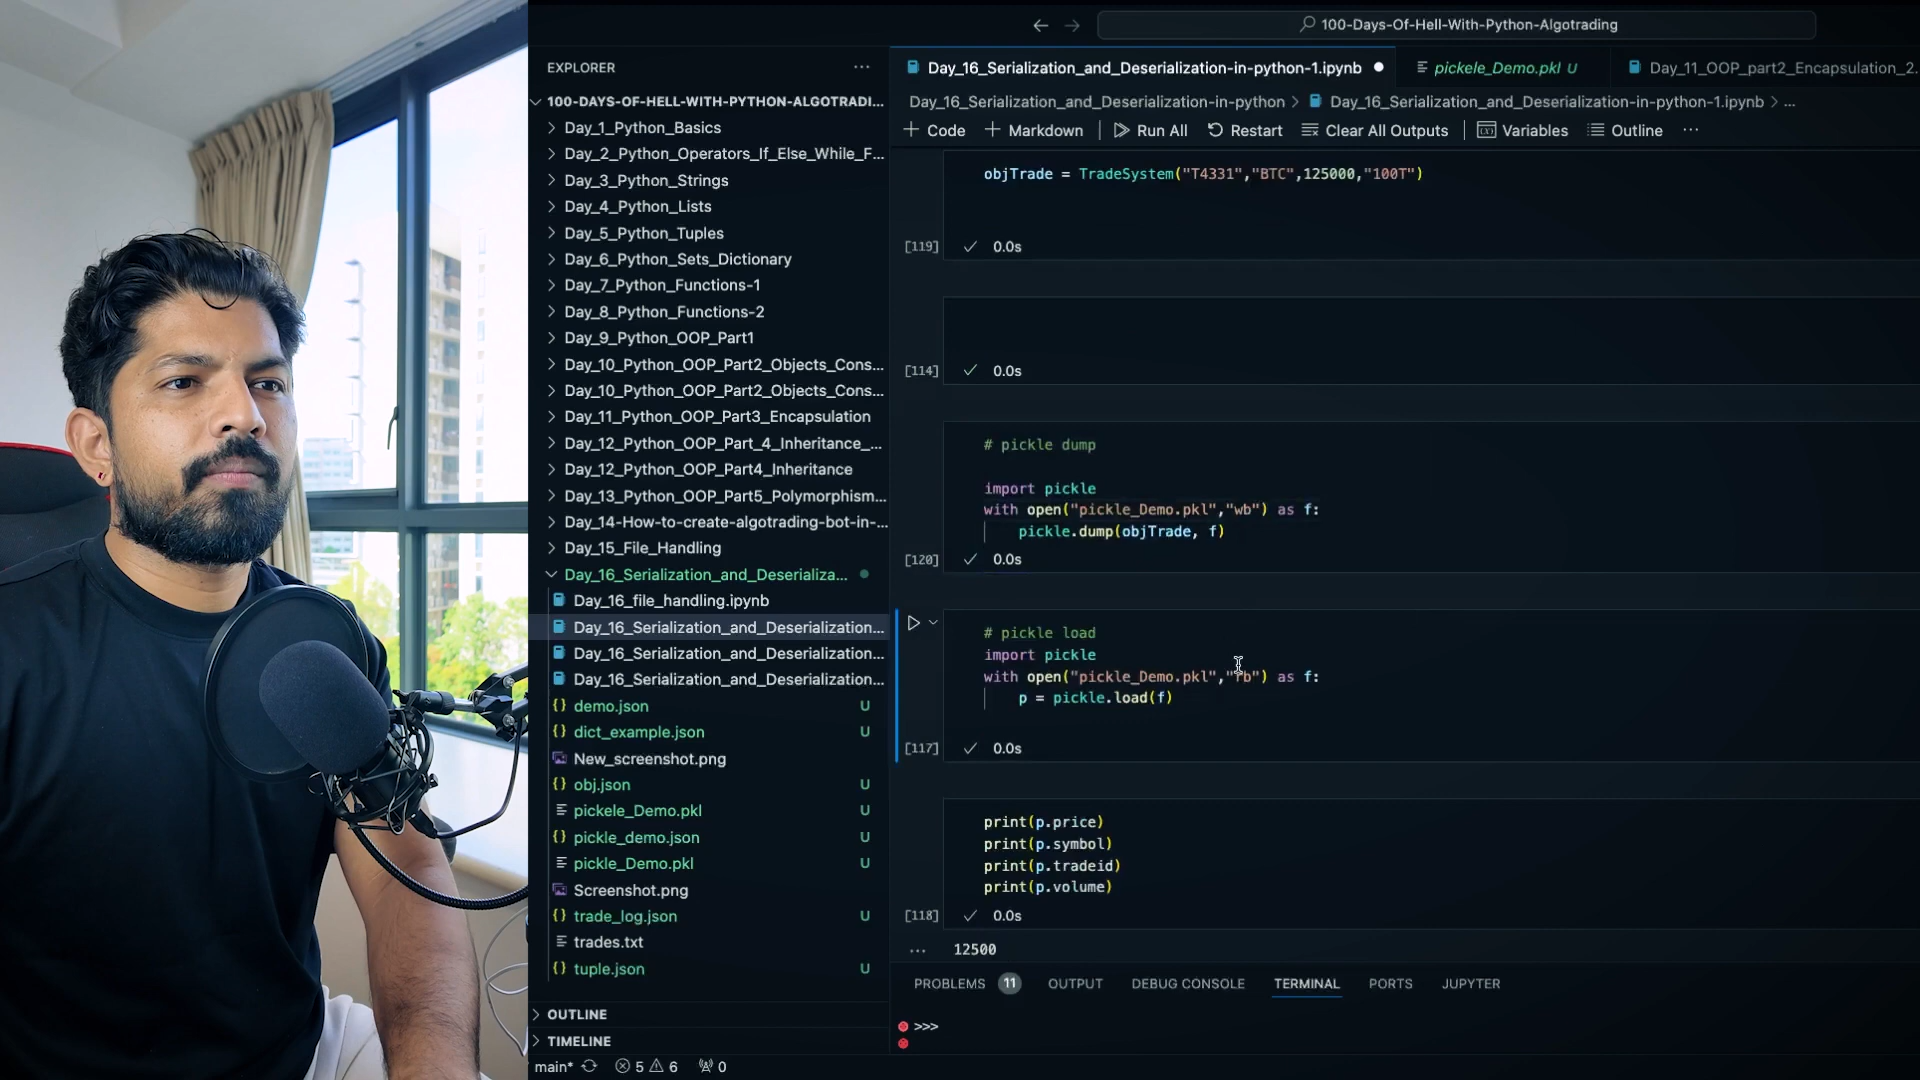 100-Days-Of-Hell-With-Python-Algotrading
EXPLORER
100-DAYS-OF-HELL-WITH-PYTHON-ALGOTRADI...
Day_1_Python_Basics
Day_2_Python_Operators_If_Else_While_F...
Day_3_Python_Strings
Day_4_Python_Lists
Day_5_Python_Tuples
Day_6_Python_Sets_Dictionary
Day_7_Python_Functions-1
Day_8_Python_Functions-2
Day_9_Python_OOP_Part1
Day_10_Python_OOP_Part2_Objects_Cons...
Day_10_Python_OOP_Part2_Objects_Cons...
Day_11_Python_OOP_Part3_Encapsulation
Day_12_Python_OOP_Part_4_Inheritance_...
Day_12_Python_OOP_Part4_Inheritance
Day_13_Python_OOP_Part5_Polymorphism...
Day_14-How-to-create-algotrading-bot-in-...
Day_15_File_Handling
Day_16_Serialization_and_Deserializa...
Day_16_file_handling.ipynb
Day_16_Serialization_and_Deserialization...
Day_16_Serialization_and_Deserialization...
Day_16_Serialization_and_Deserialization...
demo.json U
dict_example.json U
New_screenshot.png
obj.json U
pickele_Demo.pkl U
pickle_demo.json U
pickle_Demo.pkl U
Screenshot.png
trade_log.json U
trades.txt
tuple.json U
OUTLINE
TIMELINE
main* 5 6 0
Day_16_Serialization_and_Deserialization-in-python-1.ipynb pickele_Demo.pkl U Day_11_OOP_part2_Encapsulation_2.
Day_16_Serialization_and_Deserialization-in-python > Day_16_Serialization_and_Deserialization-in-python-1.ipynb > ...
+ Code + Markdown Run All Restart Clear All Outputs Variables Outline ...
objTrade = TradeSystem("T4331","BTC",125000,"100T")
[119] 0.0s
[114] 0.0s
# pickle dump
import pickle
with open("pickle_Demo.pkl","wb") as f:
pickle.dump(objTrade, f)
[120] 0.0s
# pickle load
import pickle
with open("pickle_Demo.pkl","rb") as f:
p = pickle.load(f)
[117] 0.0s
print(p.price)
print(p.symbol)
print(p.tradeid)
print(p.volume)
[118] 0.0s
... 12500
PROBLEMS 11 OUTPUT DEBUG CONSOLE TERMINAL PORTS JUPYTER
>>>